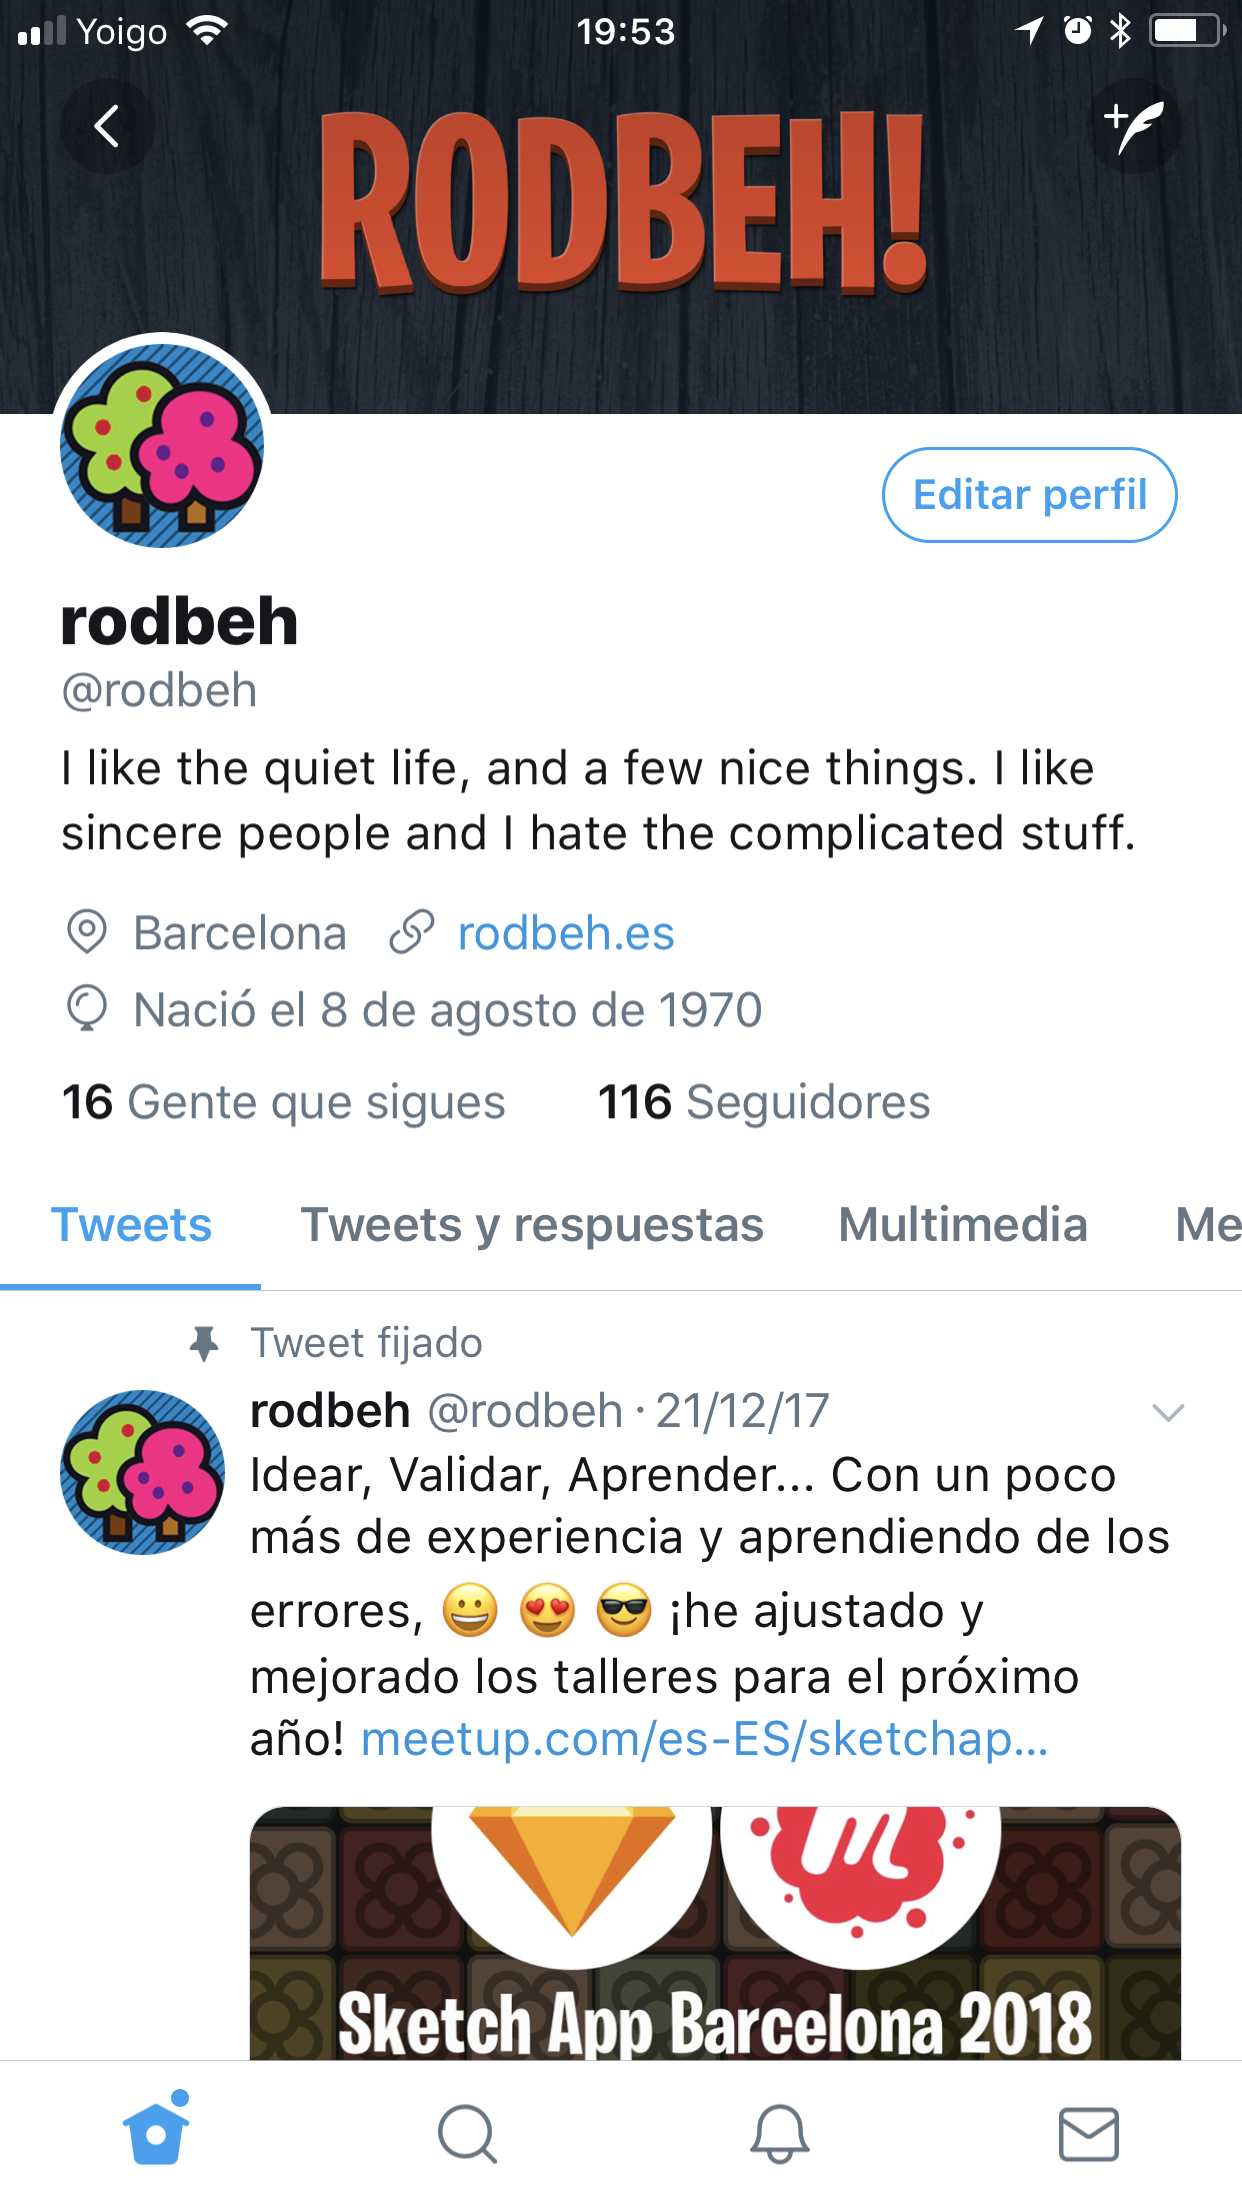 Yoigo 19:53
RODBEH!
Editar perfil
rodbeh
@rodbeh
I like the quiet life, and a few nice things. I like
sincere people and I hate the complicated stuff.
Barcelona rodbeh.es
Nació el 8 de agosto de 1970
16 Gente que sigues 116 Seguidores
Tweets Tweets y respuestas Multimedia Me
Tweet fijado
rodbeh @rodbeh · 21/12/17
Idear, Validar, Aprender... Con un poco
más de experiencia y aprendiendo de los
errores, 😀 😍 😎 ¡he ajustado y
mejorado los talleres para el próximo
año! meetup.com/es-ES/sketchap...
Sketch App Barcelona 2018